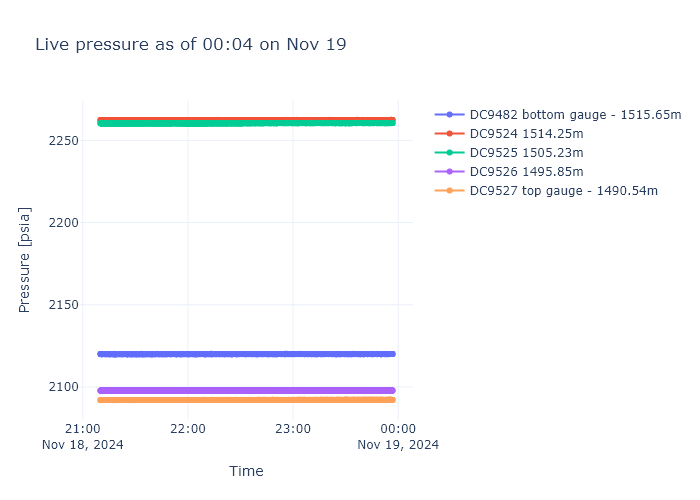 Live pressure as of 00:04 on Nov 19
DC9482 bottom gauge - 1515.65m
DC9524 1514.25m
DC9525 1505.23m
DC9526 1495.85m
DC9527 top gauge - 1490.54m
Pressure [psia]
2250
2200
2150
2100
21:00
Nov 18, 2024
22:00
23:00
00:00
Nov 19, 2024
Time